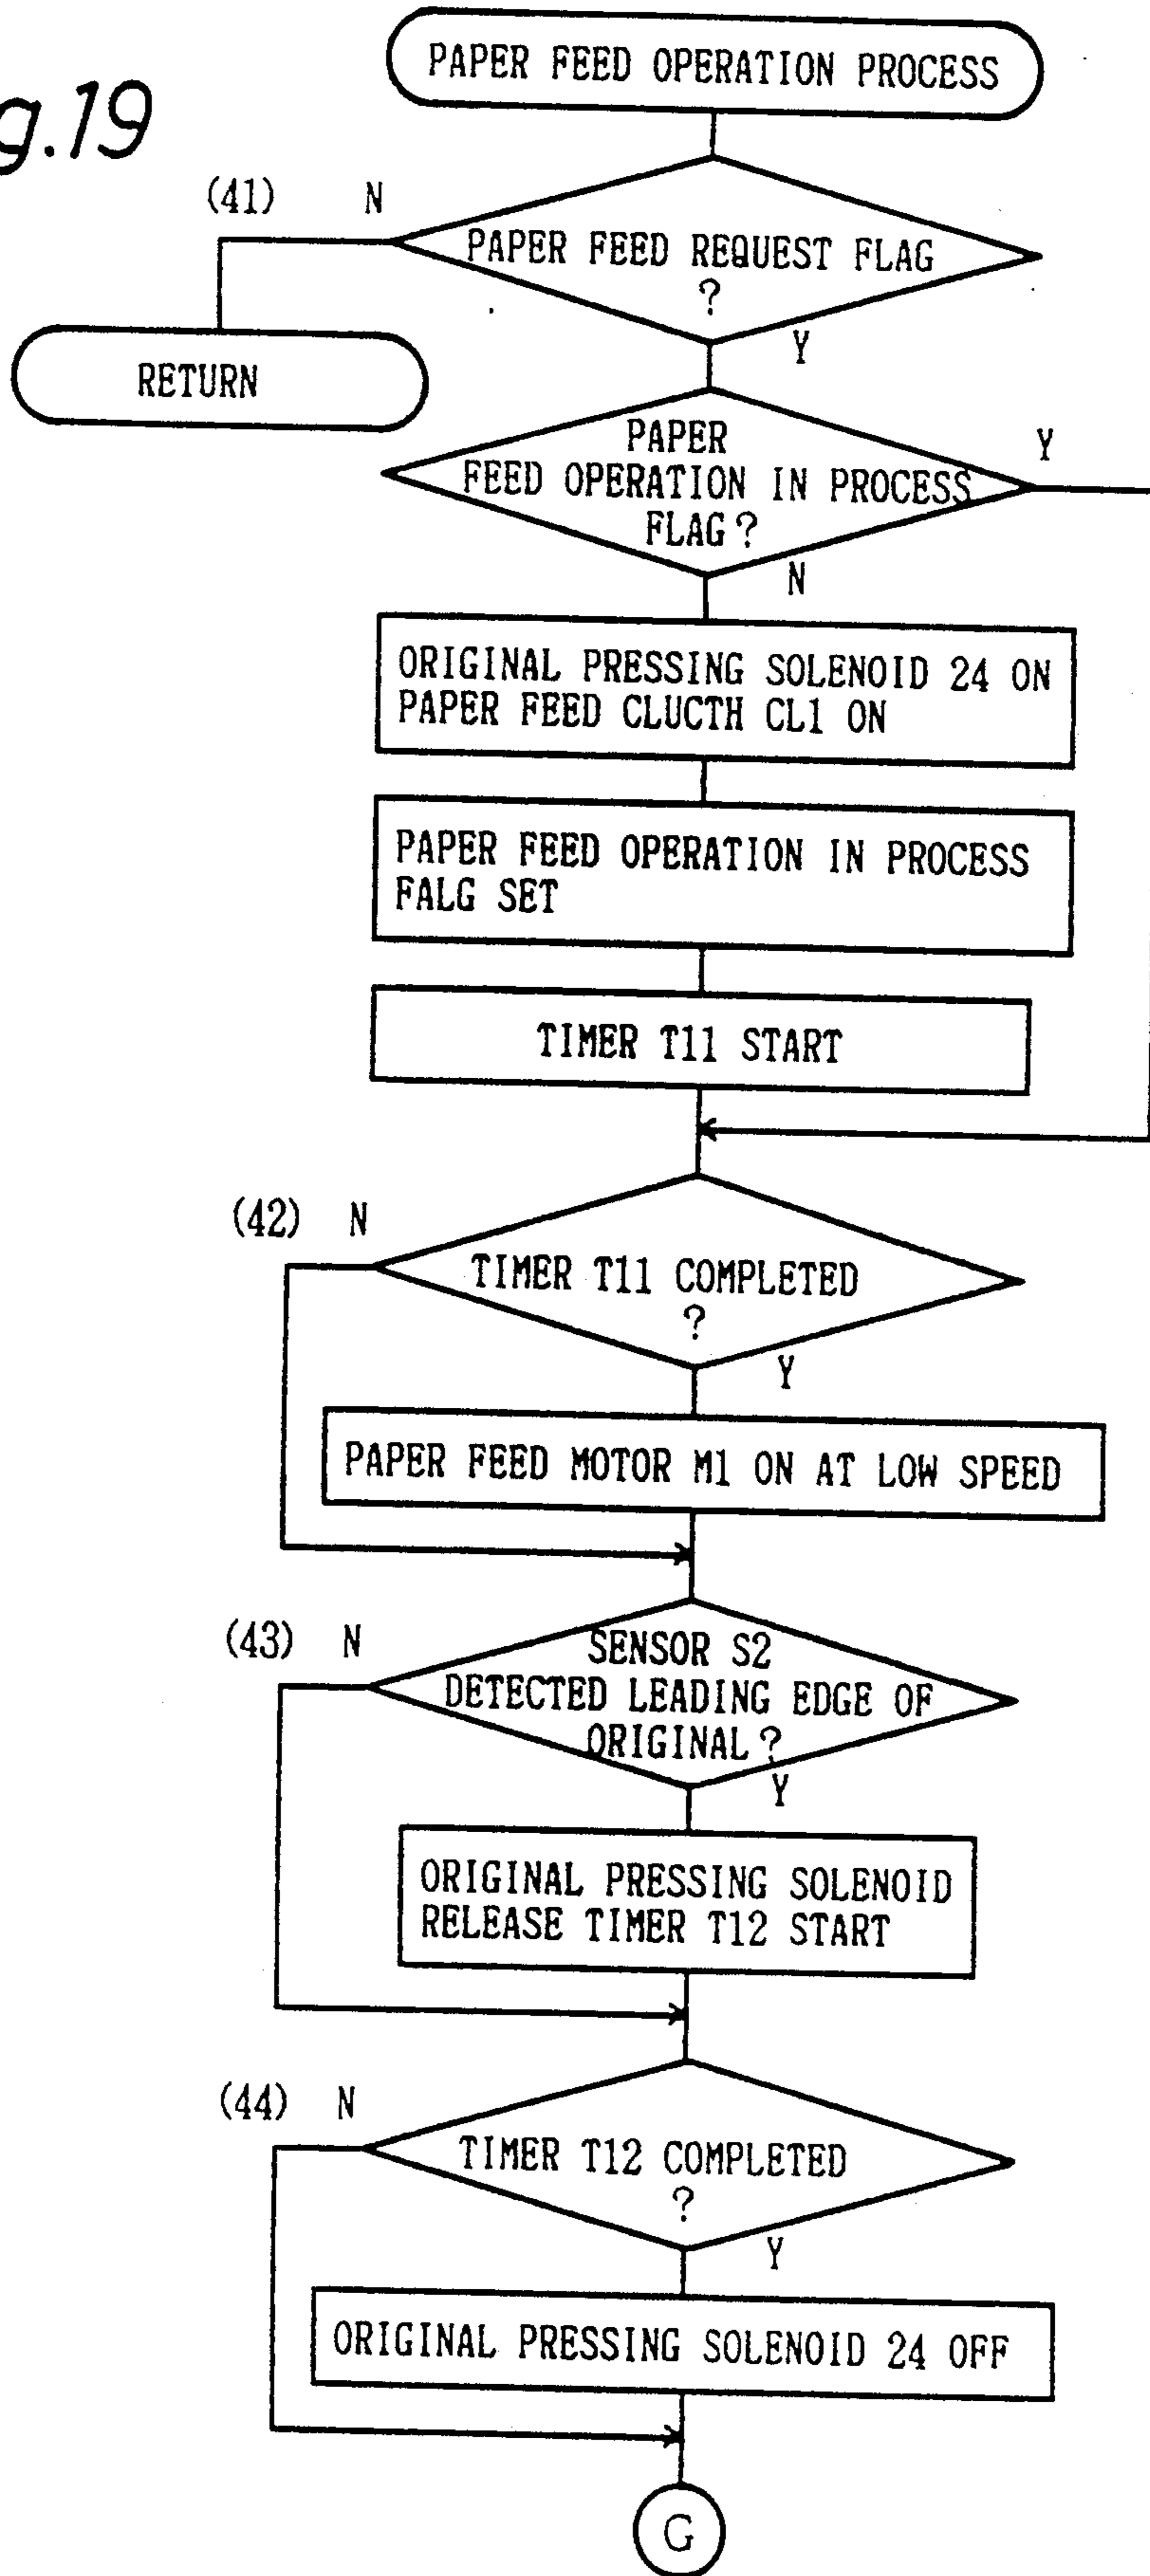 g.19
PAPER FEED OPERATION PROCESS
(41) N
PAPER FEED REQUEST FLAG
?
Y
RETURN
PAPER
FEED OPERATION IN PROCESS
FLAG?
Y
N
ORIGINAL PRESSING SOLENOID 24 ON
PAPER FEED CLUCTH CL1 ON
PAPER FEED OPERATION IN PROCESS
FALG SET
TIMER T11 START
(42) N
TIMER T11 COMPLETED
?
Y
PAPER FEED MOTOR M1 ON AT LOW SPEED
(43) N
SENSOR S2
DETECTED LEADING EDGE OF
ORIGINAL?
Y
ORIGINAL PRESSING SOLENOID
RELEASE TIMER T12 START
(44) N
TIMER T12 COMPLETED
?
Y
ORIGINAL PRESSING SOLENOID 24 OFF
G